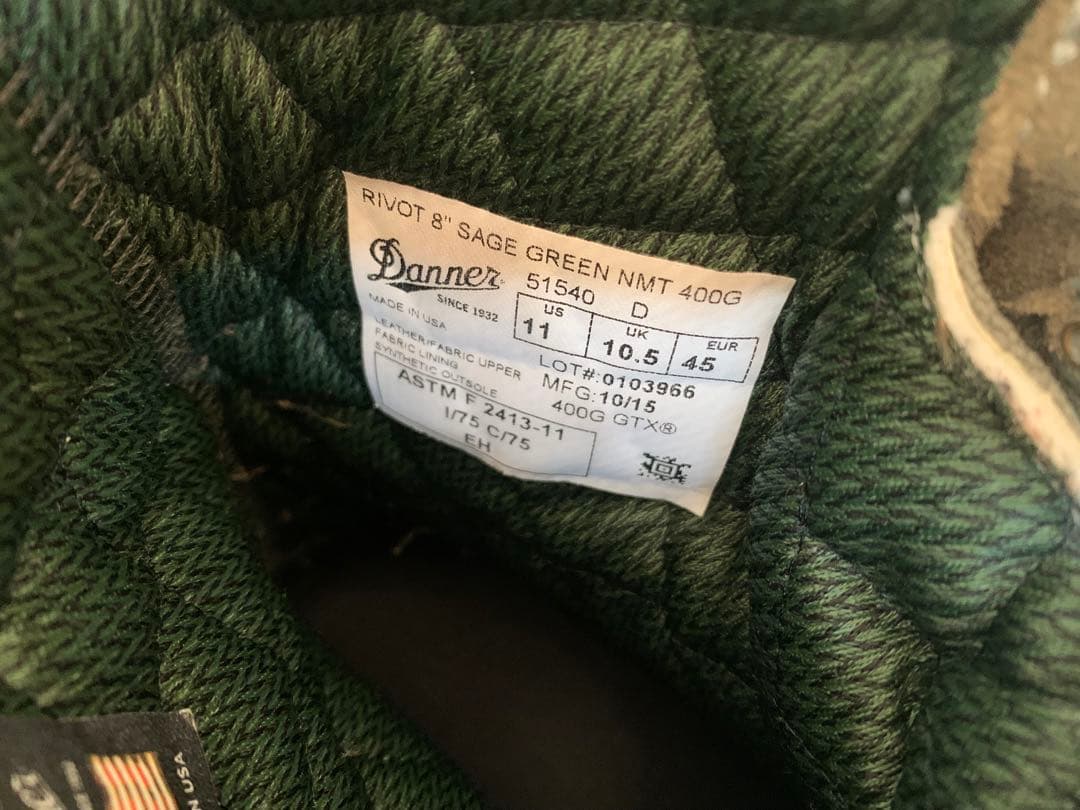 RIVOT 8" SAGE GREEN NMT 400G
Danner
SINCE 1932
MADE IN USA
LEATHER/FABRIC UPPER
FABRIC LINING
SYNTHETIC OUTSOLE
51540 D
US UK EUR
11 10.5 45
LOT#:0103966
MFG:10/15
400G GTX®
ASTM F 2413-11
I/75 C/75
EH
USA